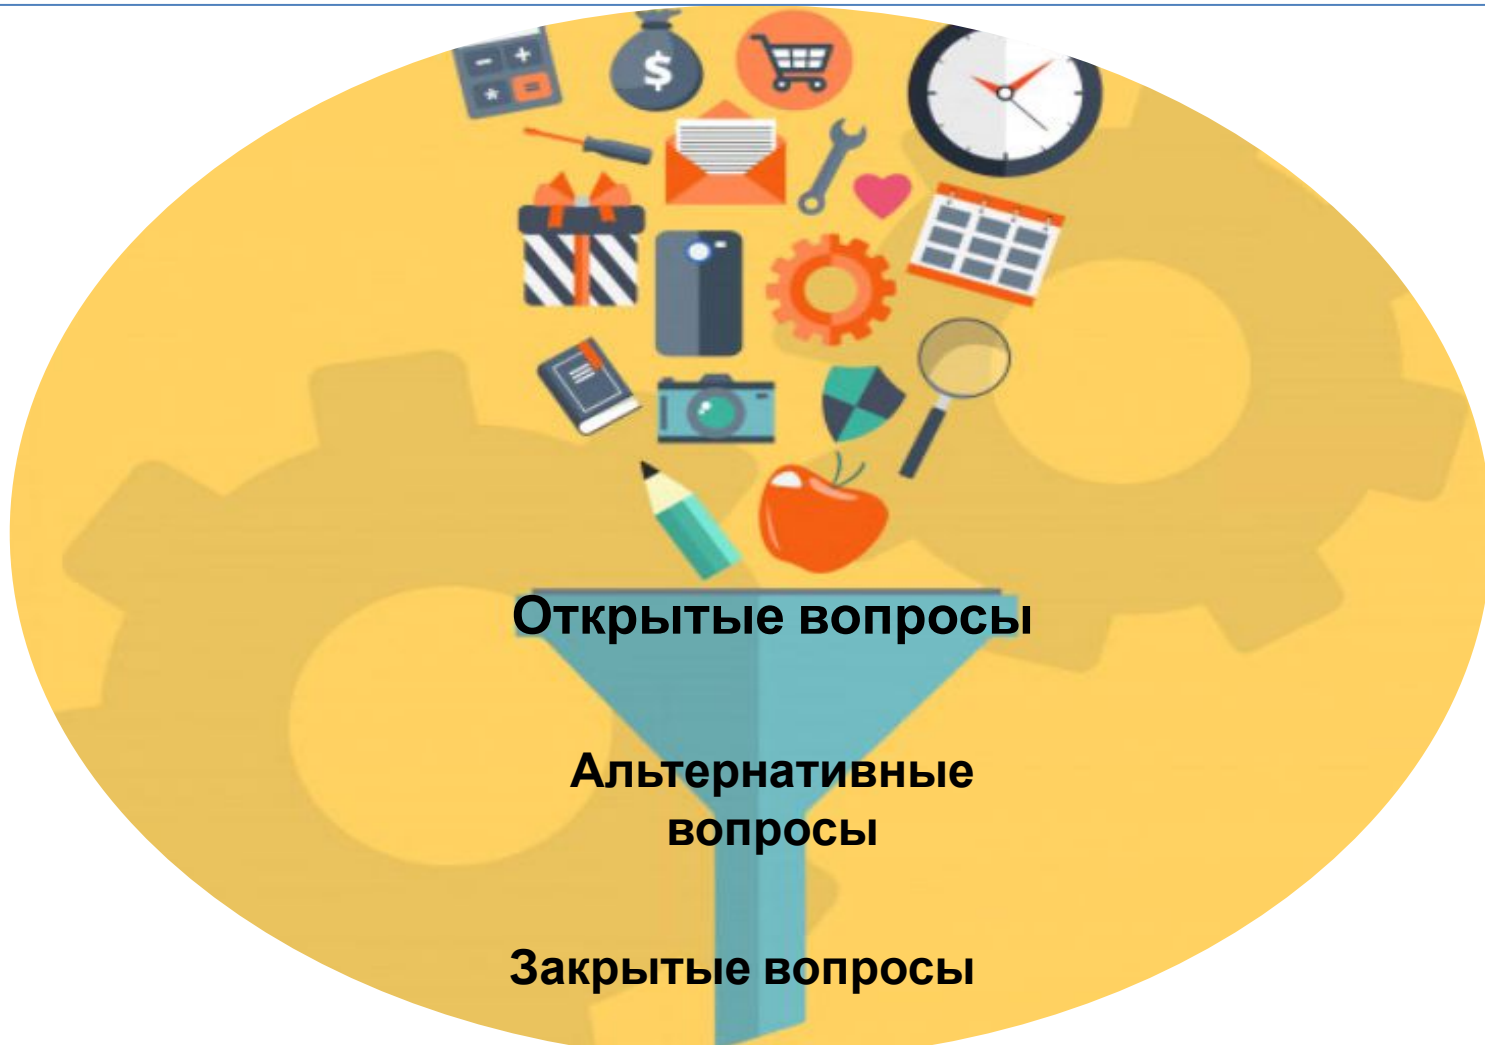 Открытые вопросы
Альтернативные
вопросы
Закрытые вопросы